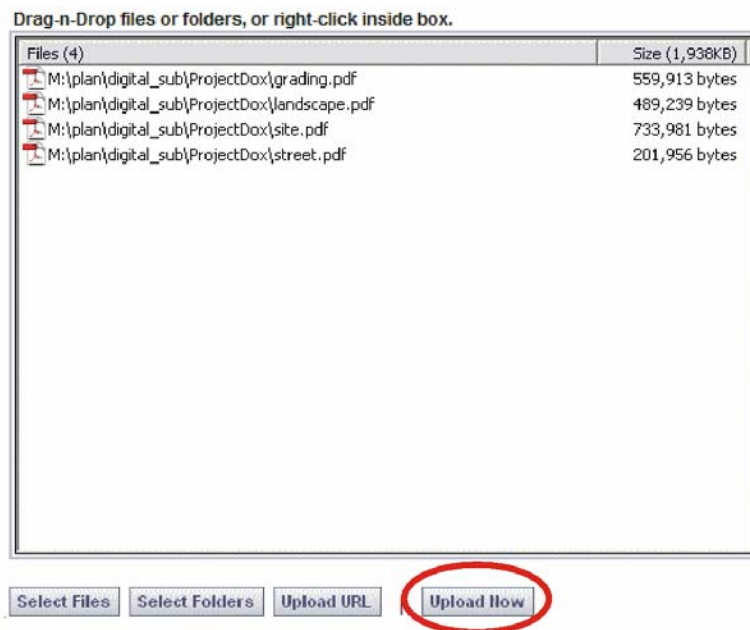 Drag-n-Drop files or folders, or right-click inside box.
Files (4) Size (1,938KB)
M:\plan\digital_sub\ProjectDox\grading.pdf 559,913 bytes
M:\plan\digital_sub\ProjectDox\landscape.pdf 489,239 bytes
M:\plan\digital_sub\ProjectDox\site.pdf 733,981 bytes
M:\plan\digital_sub\ProjectDox\street.pdf 201,956 bytes
Select Files Select Folders Upload URL | Upload Now